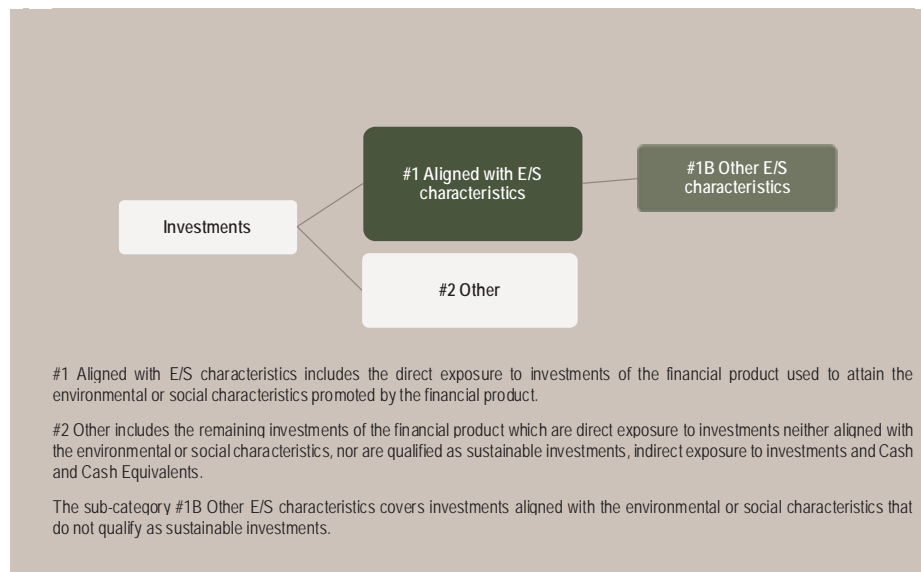 #1 Aligned with E/S
characteristics
#1B Other E/S
characteristics
Investments
#2 Other
#1 Aligned with E/S characteristics includes the direct exposure to investments of the financial product used to attain the
environmental or social characteristics promoted by the financial product.
#2 Other includes the remaining investments of the financial product which are direct exposure to investments neither aligned with
the environmental or social characteristics, nor are qualified as sustainable investments, indirect exposure to investments and Cash
and Cash Equivalents.
The sub-category #1B Other E/S characteristics covers investments aligned with the environmental or social characteristics that
do not qualify as sustainable investments.